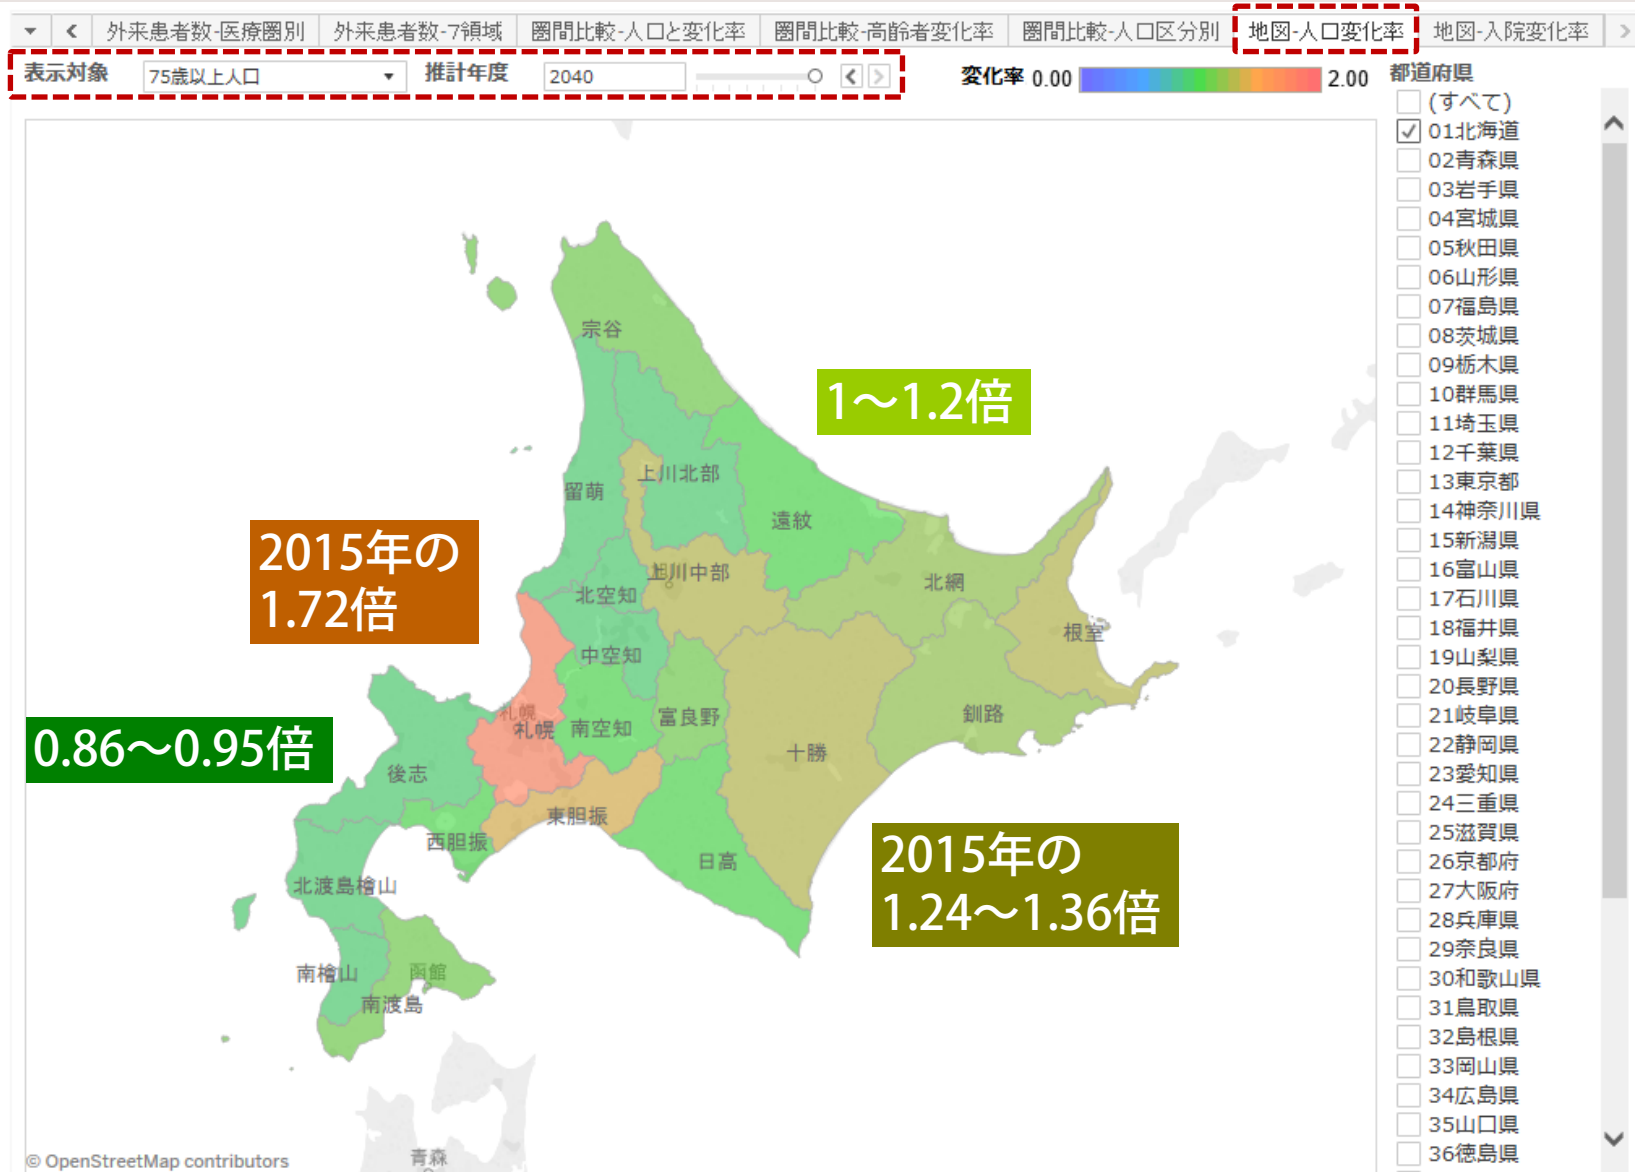 外来患者数-医療圏別
外来患者数-7領域
圏間比較-人口と変化率
圏間比較-高齢者変化率
圏間比較-人口区分別
地図-人口変化率
地図-入院変化率
表示対象
75歳以上人口
推計年度
2040
変化率 0.00
2.00
都道府県
(すべて)
01北海道
02青森県
03岩手県
04宮城県
05秋田県
06山形県
07福島県
08茨城県
09栃木県
10群馬県
11埼玉県
12千葉県
13東京都
14神奈川県
15新潟県
16富山県
17石川県
18福井県
19山梨県
20長野県
21岐阜県
22静岡県
23愛知県
24三重県
25滋賀県
26京都府
27大阪府
28兵庫県
29奈良県
30和歌山県
31鳥取県
32島根県
33岡山県
34広島県
35山口県
36徳島県
宗谷
1～1.2倍
上川北部
留萌
遠紋
2015年の
1.72倍
上川中部
北網
北空知
根室
中空知
札幌
札幌
南空知
富良野
釧路
0.86～0.95倍
十勝
後志
東胆振
西胆振
日高
2015年の
1.24～1.36倍
北渡島檜山
南檜山
函館
南渡島
青森
© OpenStreetMap contributors